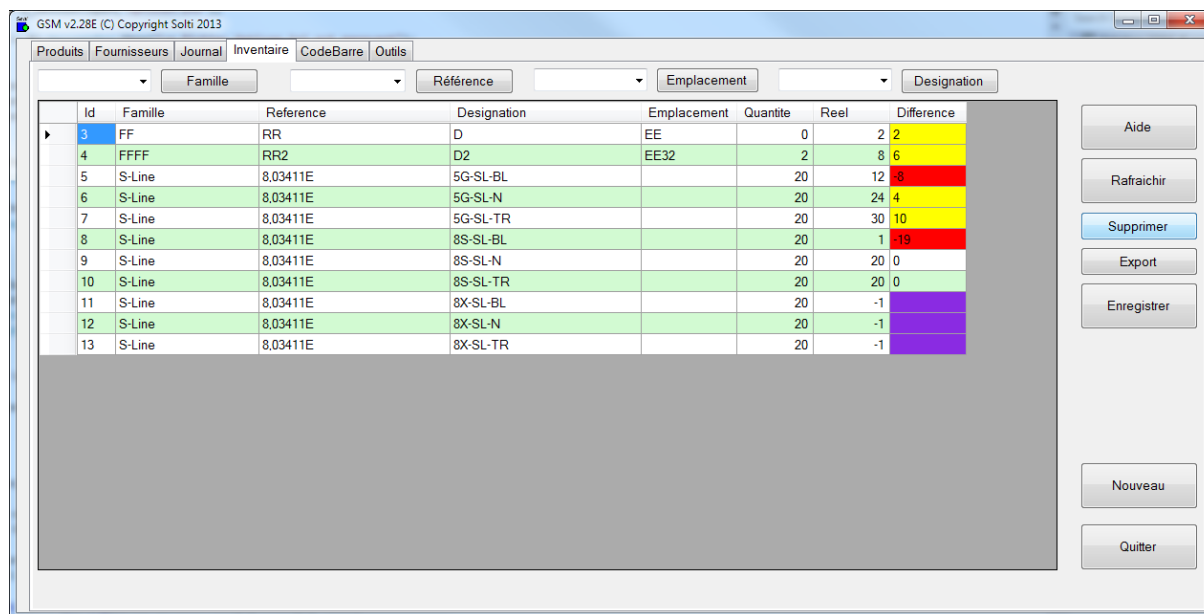 GSM v2.28E (C) Copyright Solti 2013
Produits Fournisseurs Journal Inventaire CodeBarre Outils
Famille Référence Emplacement Designation
Id Famille Reference Designation Emplacement Quantite Reel Difference
3 FF RR D EE 0 2 2
4 FFFF RR2 D2 EE32 2 8 6
5 S-Line 8,03411E 5G-SL-BL 20 12 -8
6 S-Line 8,03411E 5G-SL-N 20 24 4
7 S-Line 8,03411E 5G-SL-TR 20 30 10
8 S-Line 8,03411E 8S-SL-BL 20 1 -19
9 S-Line 8,03411E 8S-SL-N 20 20 0
10 S-Line 8,03411E 8S-SL-TR 20 20 0
11 S-Line 8,03411E 8X-SL-BL 20 -1
12 S-Line 8,03411E 8X-SL-N 20 -1
13 S-Line 8,03411E 8X-SL-TR 20 -1
Aide
Rafraichir
Supprimer
Export
Enregistrer
Nouveau
Quitter